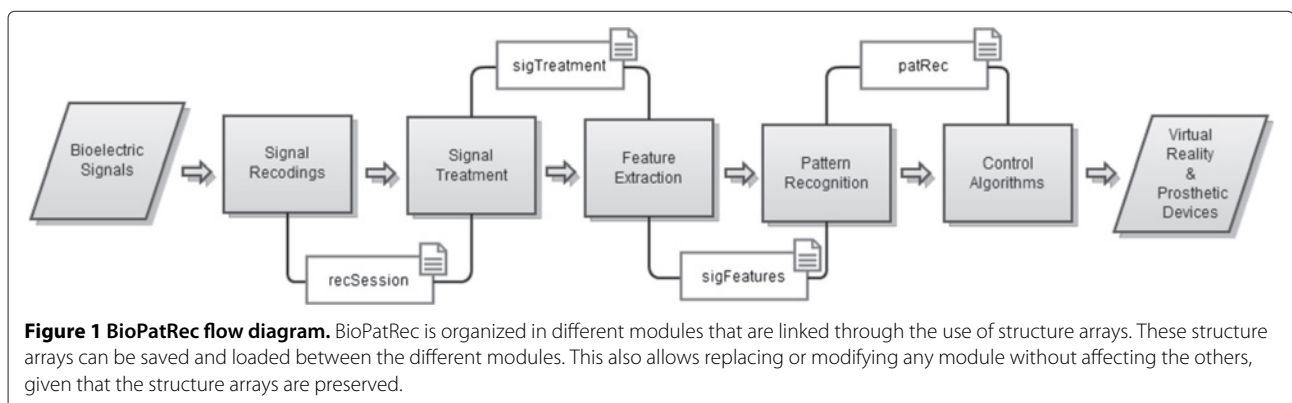 sigTreatment
patRec
Bioelectric
Signals
Signal
Recodings
Signal
Treatment
Feature
Extraction
Pattern
Recognition
Control
Algorithms
Virtual
Reality
&
Prosthetic
Devices
recSession
sigFeatures
Figure 1 BioPatRec flow diagram. BioPatRec is organized in different modules that are linked through the use of structure arrays. These structure
arrays can be saved and loaded between the different modules. This also allows replacing or modifying any module without affecting the others,
given that the structure arrays are preserved.